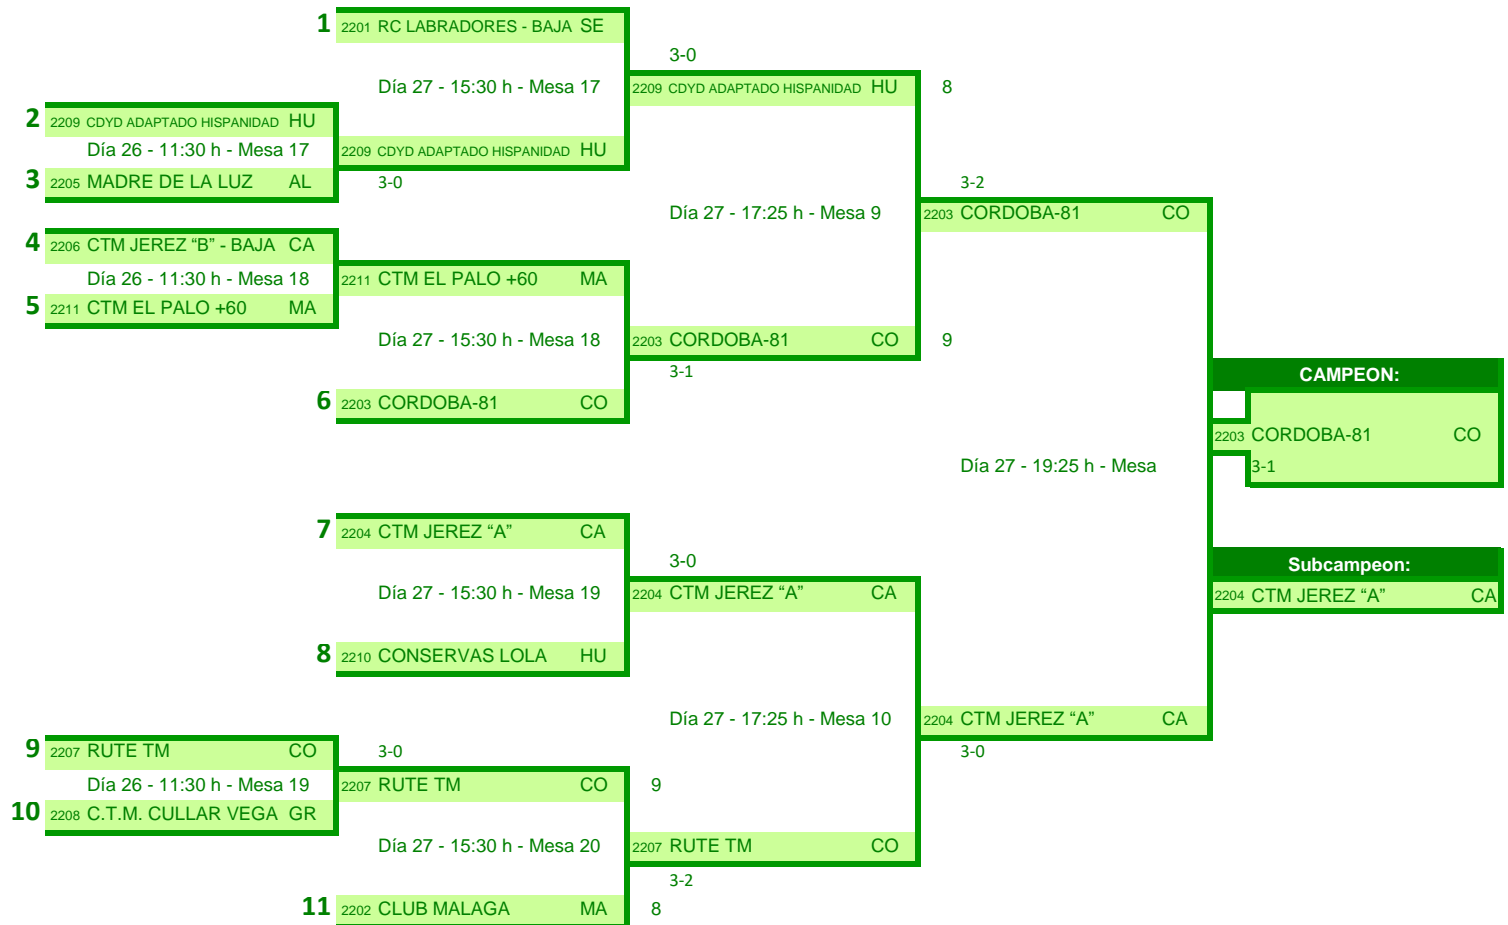 1 2201 RC LABRADORES - BAJA SE
3-0
Día 27 - 15:30 h - Mesa 17
2209 CDYD ADAPTADO HISPANIDAD HU 8
2 2209 CDYD ADAPTADO HISPANIDAD HU
Día 26 - 11:30 h - Mesa 17
2209 CDYD ADAPTADO HISPANIDAD HU
3 2205 MADRE DE LA LUZ AL
3-0
3-2
Día 27 - 17:25 h - Mesa 9
2203 CORDOBA-81 CO
4 2206 CTM JEREZ “B” - BAJA CA
Día 26 - 11:30 h - Mesa 18
2211 CTM EL PALO +60 MA
5 2211 CTM EL PALO +60 MA
Día 27 - 15:30 h - Mesa 18
2203 CORDOBA-81 CO 9
3-1
CAMPEON:
6 2203 CORDOBA-81 CO
2203 CORDOBA-81 CO
Día 27 - 19:25 h - Mesa
3-1
7 2204 CTM JEREZ “A” CA
3-0
Subcampeon:
Día 27 - 15:30 h - Mesa 19
2204 CTM JEREZ “A” CA
2204 CTM JEREZ “A” CA
8 2210 CONSERVAS LOLA HU
Día 27 - 17:25 h - Mesa 10
2204 CTM JEREZ “A” CA
9 2207 RUTE TM CO
3-0
3-0
Día 26 - 11:30 h - Mesa 19
2207 RUTE TM CO 9
10 2208 C.T.M. CULLAR VEGA GR
Día 27 - 15:30 h - Mesa 20
2207 RUTE TM CO
3-2
11 2202 CLUB MALAGA MA 8